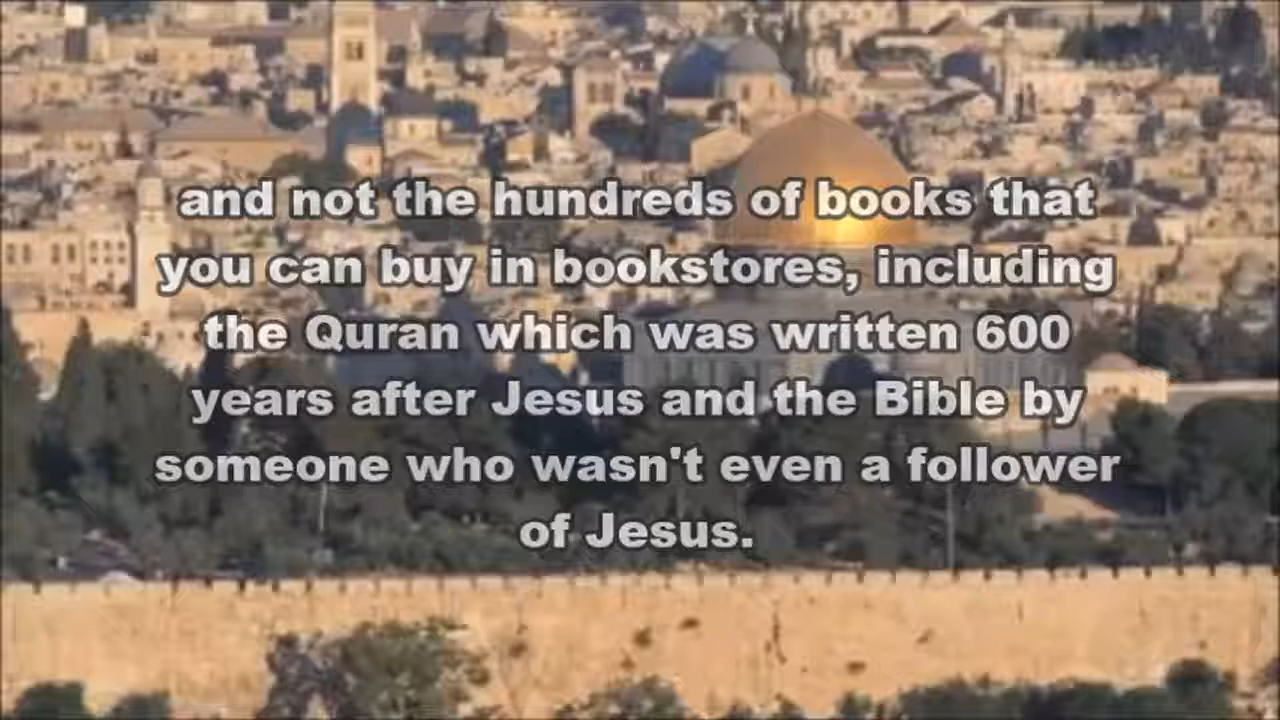 and not the hundreds of books that
you can buy in bookstores, including
the Quran which was written 600
years after Jesus and the Bible by
someone who wasn't even a follower
of Jesus.